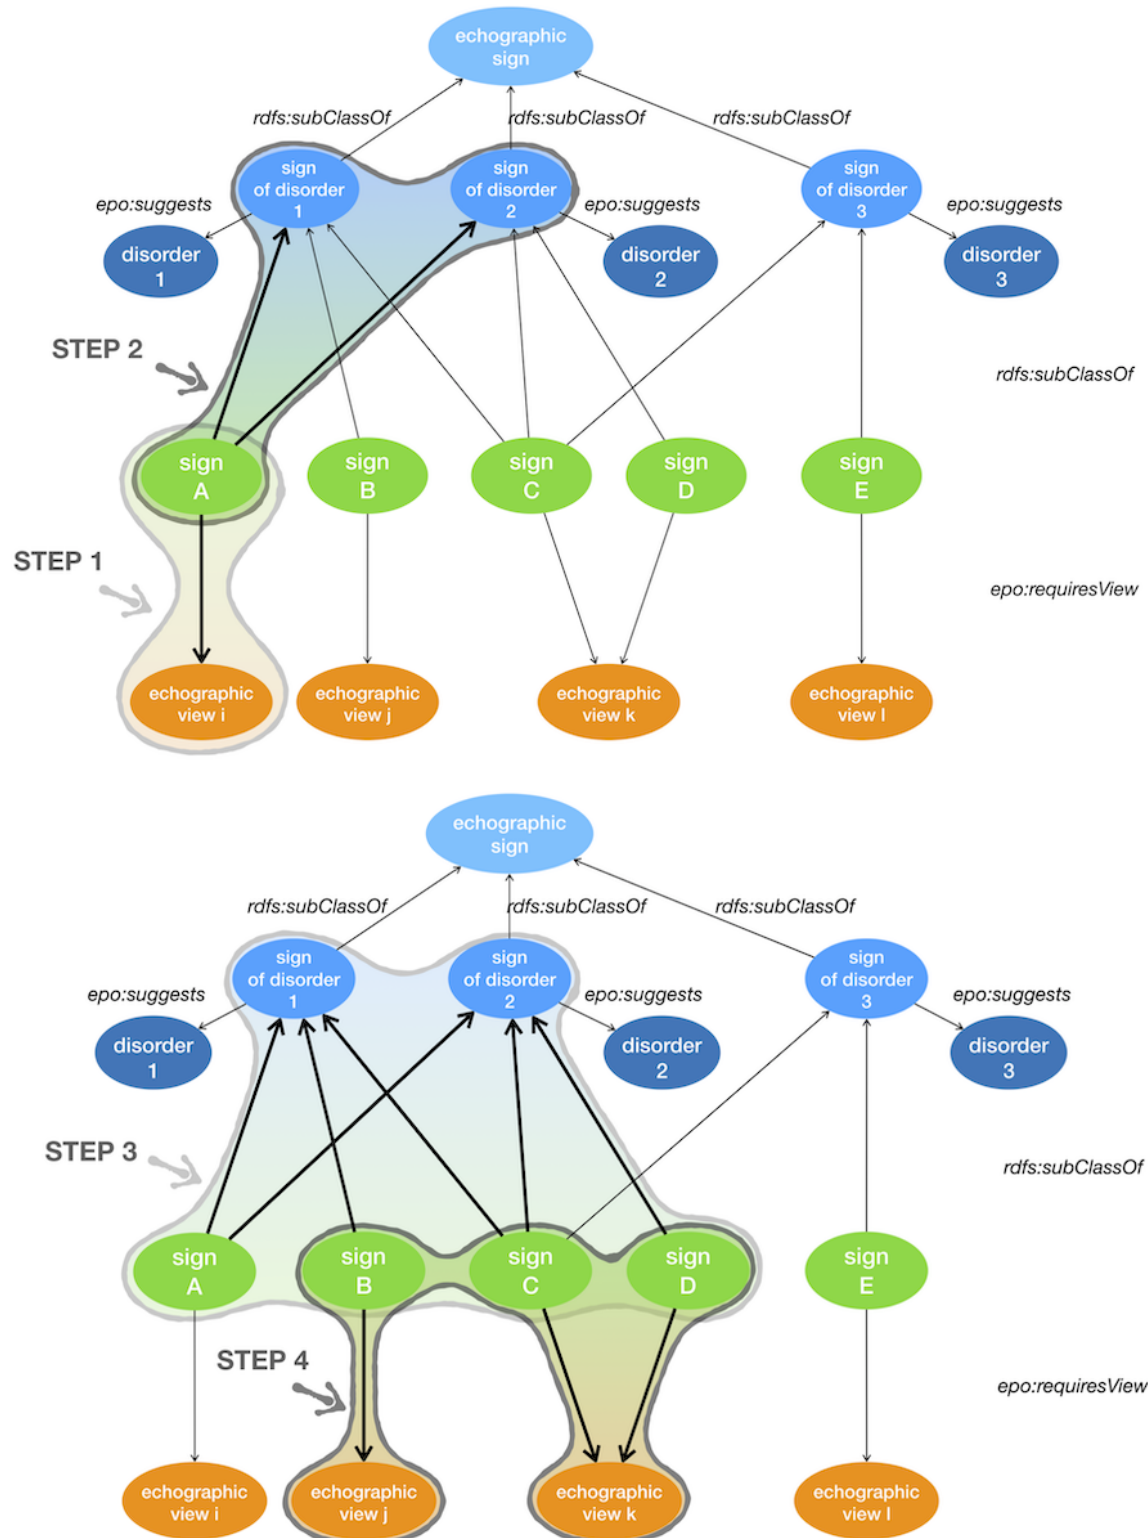 echographic
sign
rdfs:subClassOf
rdfs:subClassOf
rdfs:subClassOf
sign
of disorder
1
sign
of disorder
2
sign
of disorder
3
epo:suggests
epo:suggests
epo:suggests
disorder
1
disorder
2
disorder
3
STEP 2
rdfs:subClassOf
sign
A
sign
B
sign
C
sign
D
sign
E
STEP 1
epo:requiresView
echographic
view i
echographic
view j
echographic
view k
echographic
view l
echographic
sign
rdfs:subClassOf
rdfs:subClassOf
rdfs:subClassOf
sign
of disorder
1
sign
of disorder
2
sign
of disorder
3
epo:suggests
epo:suggests
epo:suggests
disorder
1
disorder
2
disorder
3
STEP 3
rdfs:subClassOf
sign
A
sign
B
sign
C
sign
D
sign
E
STEP 4
epo:requiresView
echographic
view i
echographic
view j
echographic
view k
echographic
view l